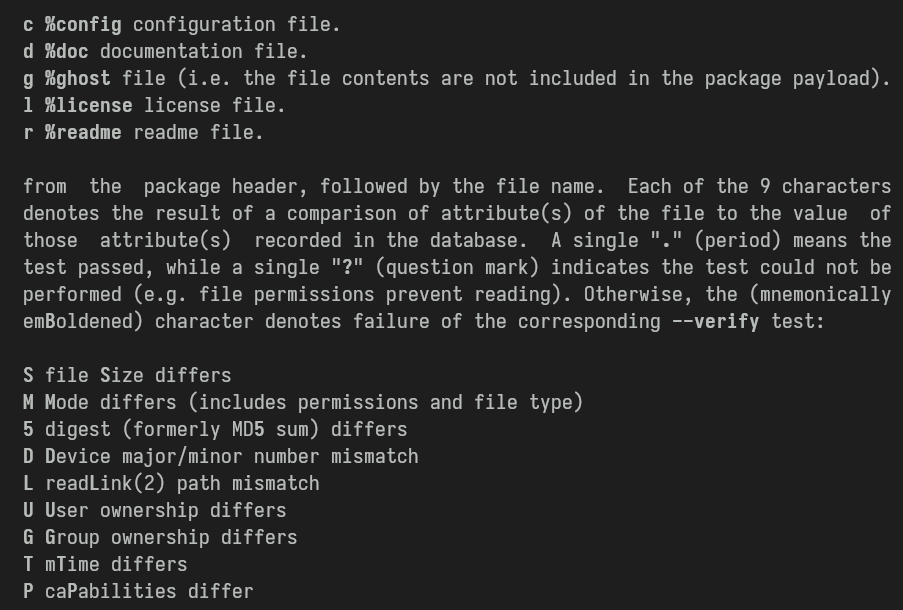 c %config configuration file.
d %doc documentation file.
g %ghost file (i.e. the file contents are not included in the package payload).
l %license license file.
r %readme readme file.

from  the  package header, followed by the file name.  Each of the 9 characters
denotes the result of a comparison of attribute(s) of the file to the value  of
those  attribute(s)  recorded in the database.  A single "." (period) means the
test passed, while a single "?" (question mark) indicates the test could not be
performed (e.g. file permissions prevent reading). Otherwise, the (mnemonically
emBoldened) character denotes failure of the corresponding --verify test:

S file Size differs
M Mode differs (includes permissions and file type)
5 digest (formerly MD5 sum) differs
D Device major/minor number mismatch
L readLink(2) path mismatch
U User ownership differs
G Group ownership differs
T mTime differs
P caPabilities differ